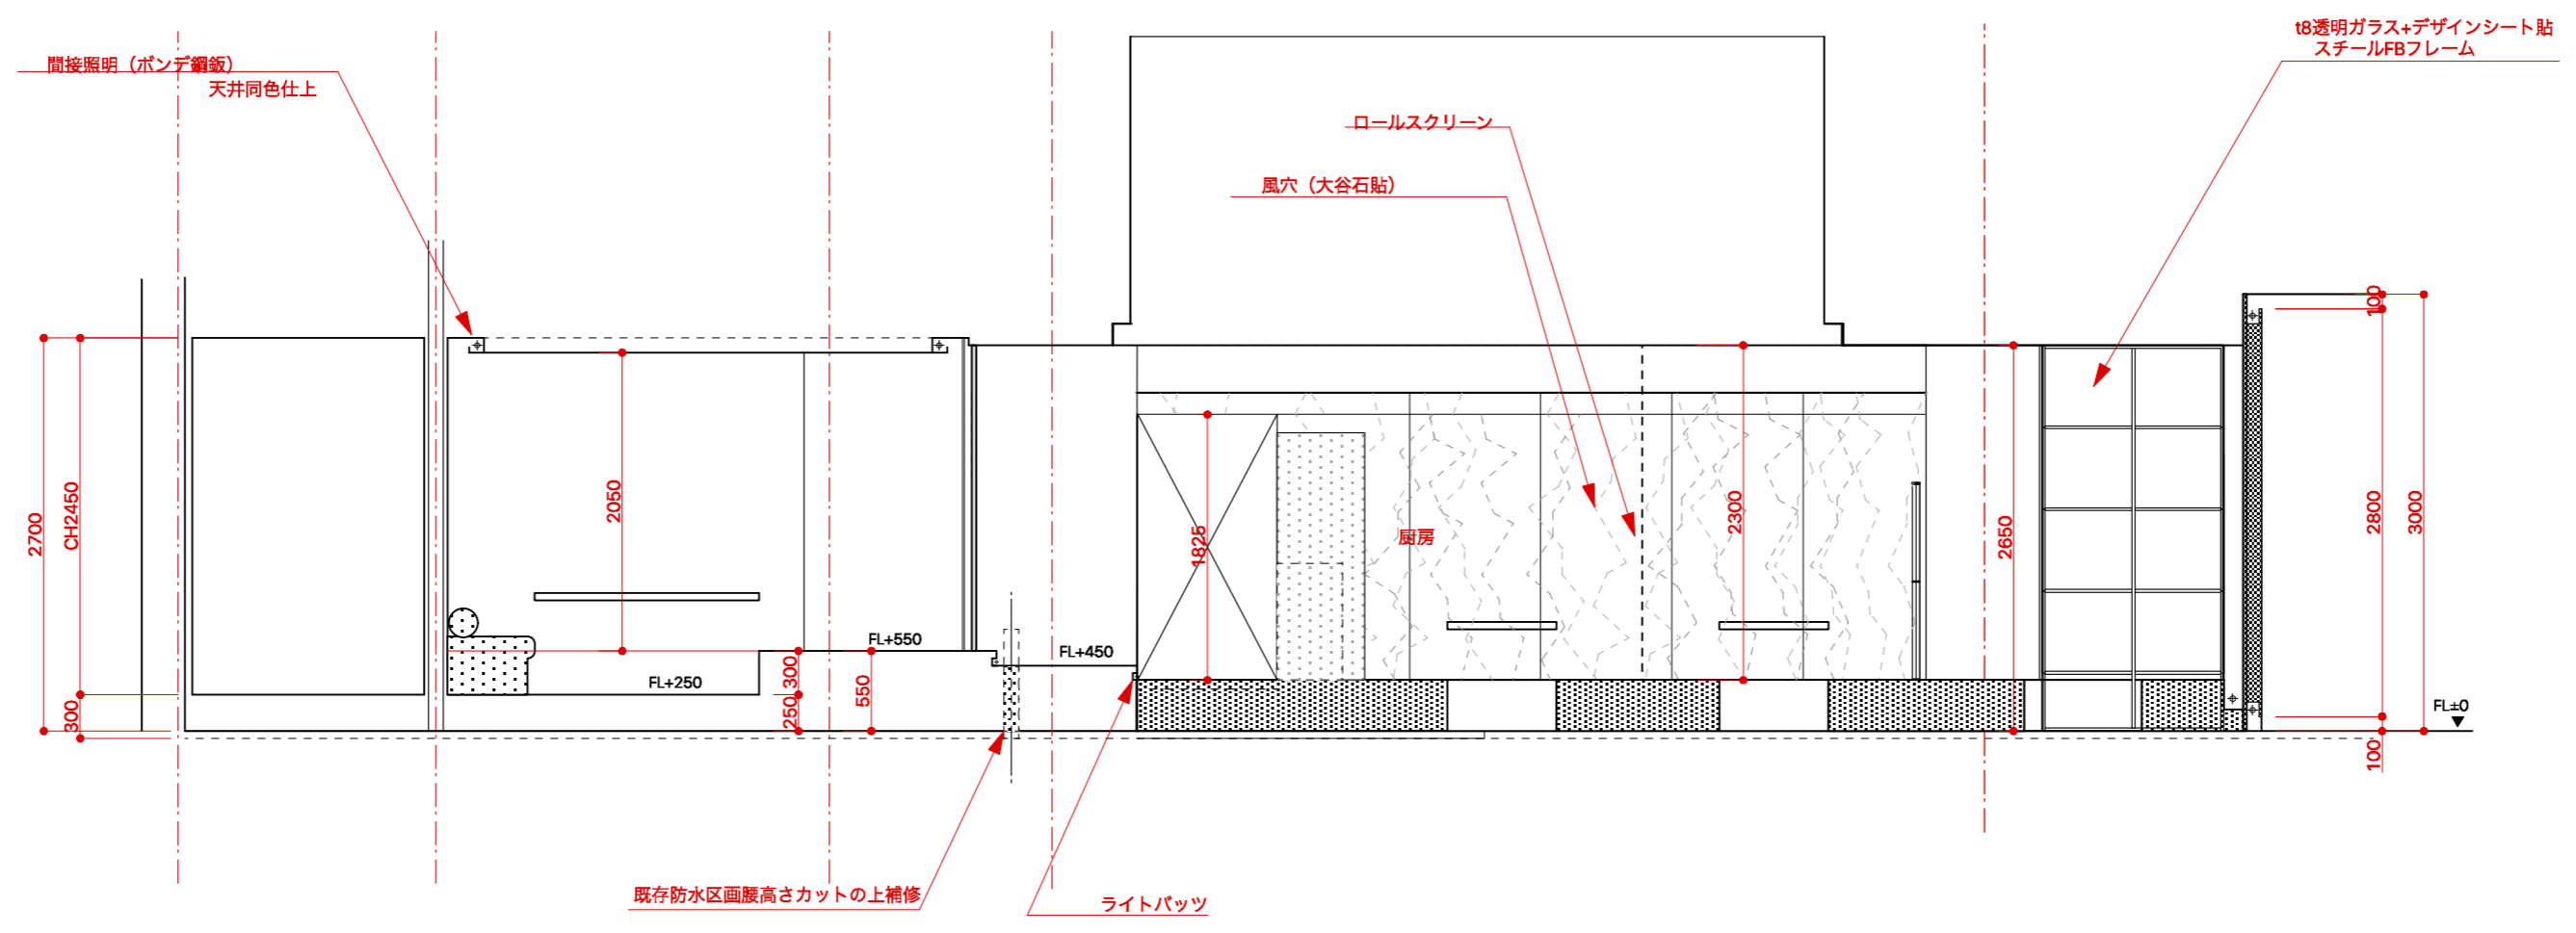 t8透明ガラス+デザインシート貼
スチールFBフレーム
間接照明（ボンデ鋼鈑）
天井同色仕上
ロールスクリーン
風穴（大谷石貼）
100
2700
CH2450
300
2050
1825
厨房
2300
2650
2800
3000
FL+550
FL+450
FL+250
300
250
550
FL±0
100
既存防水区画腰高さカットの上補修
ライトパッツ